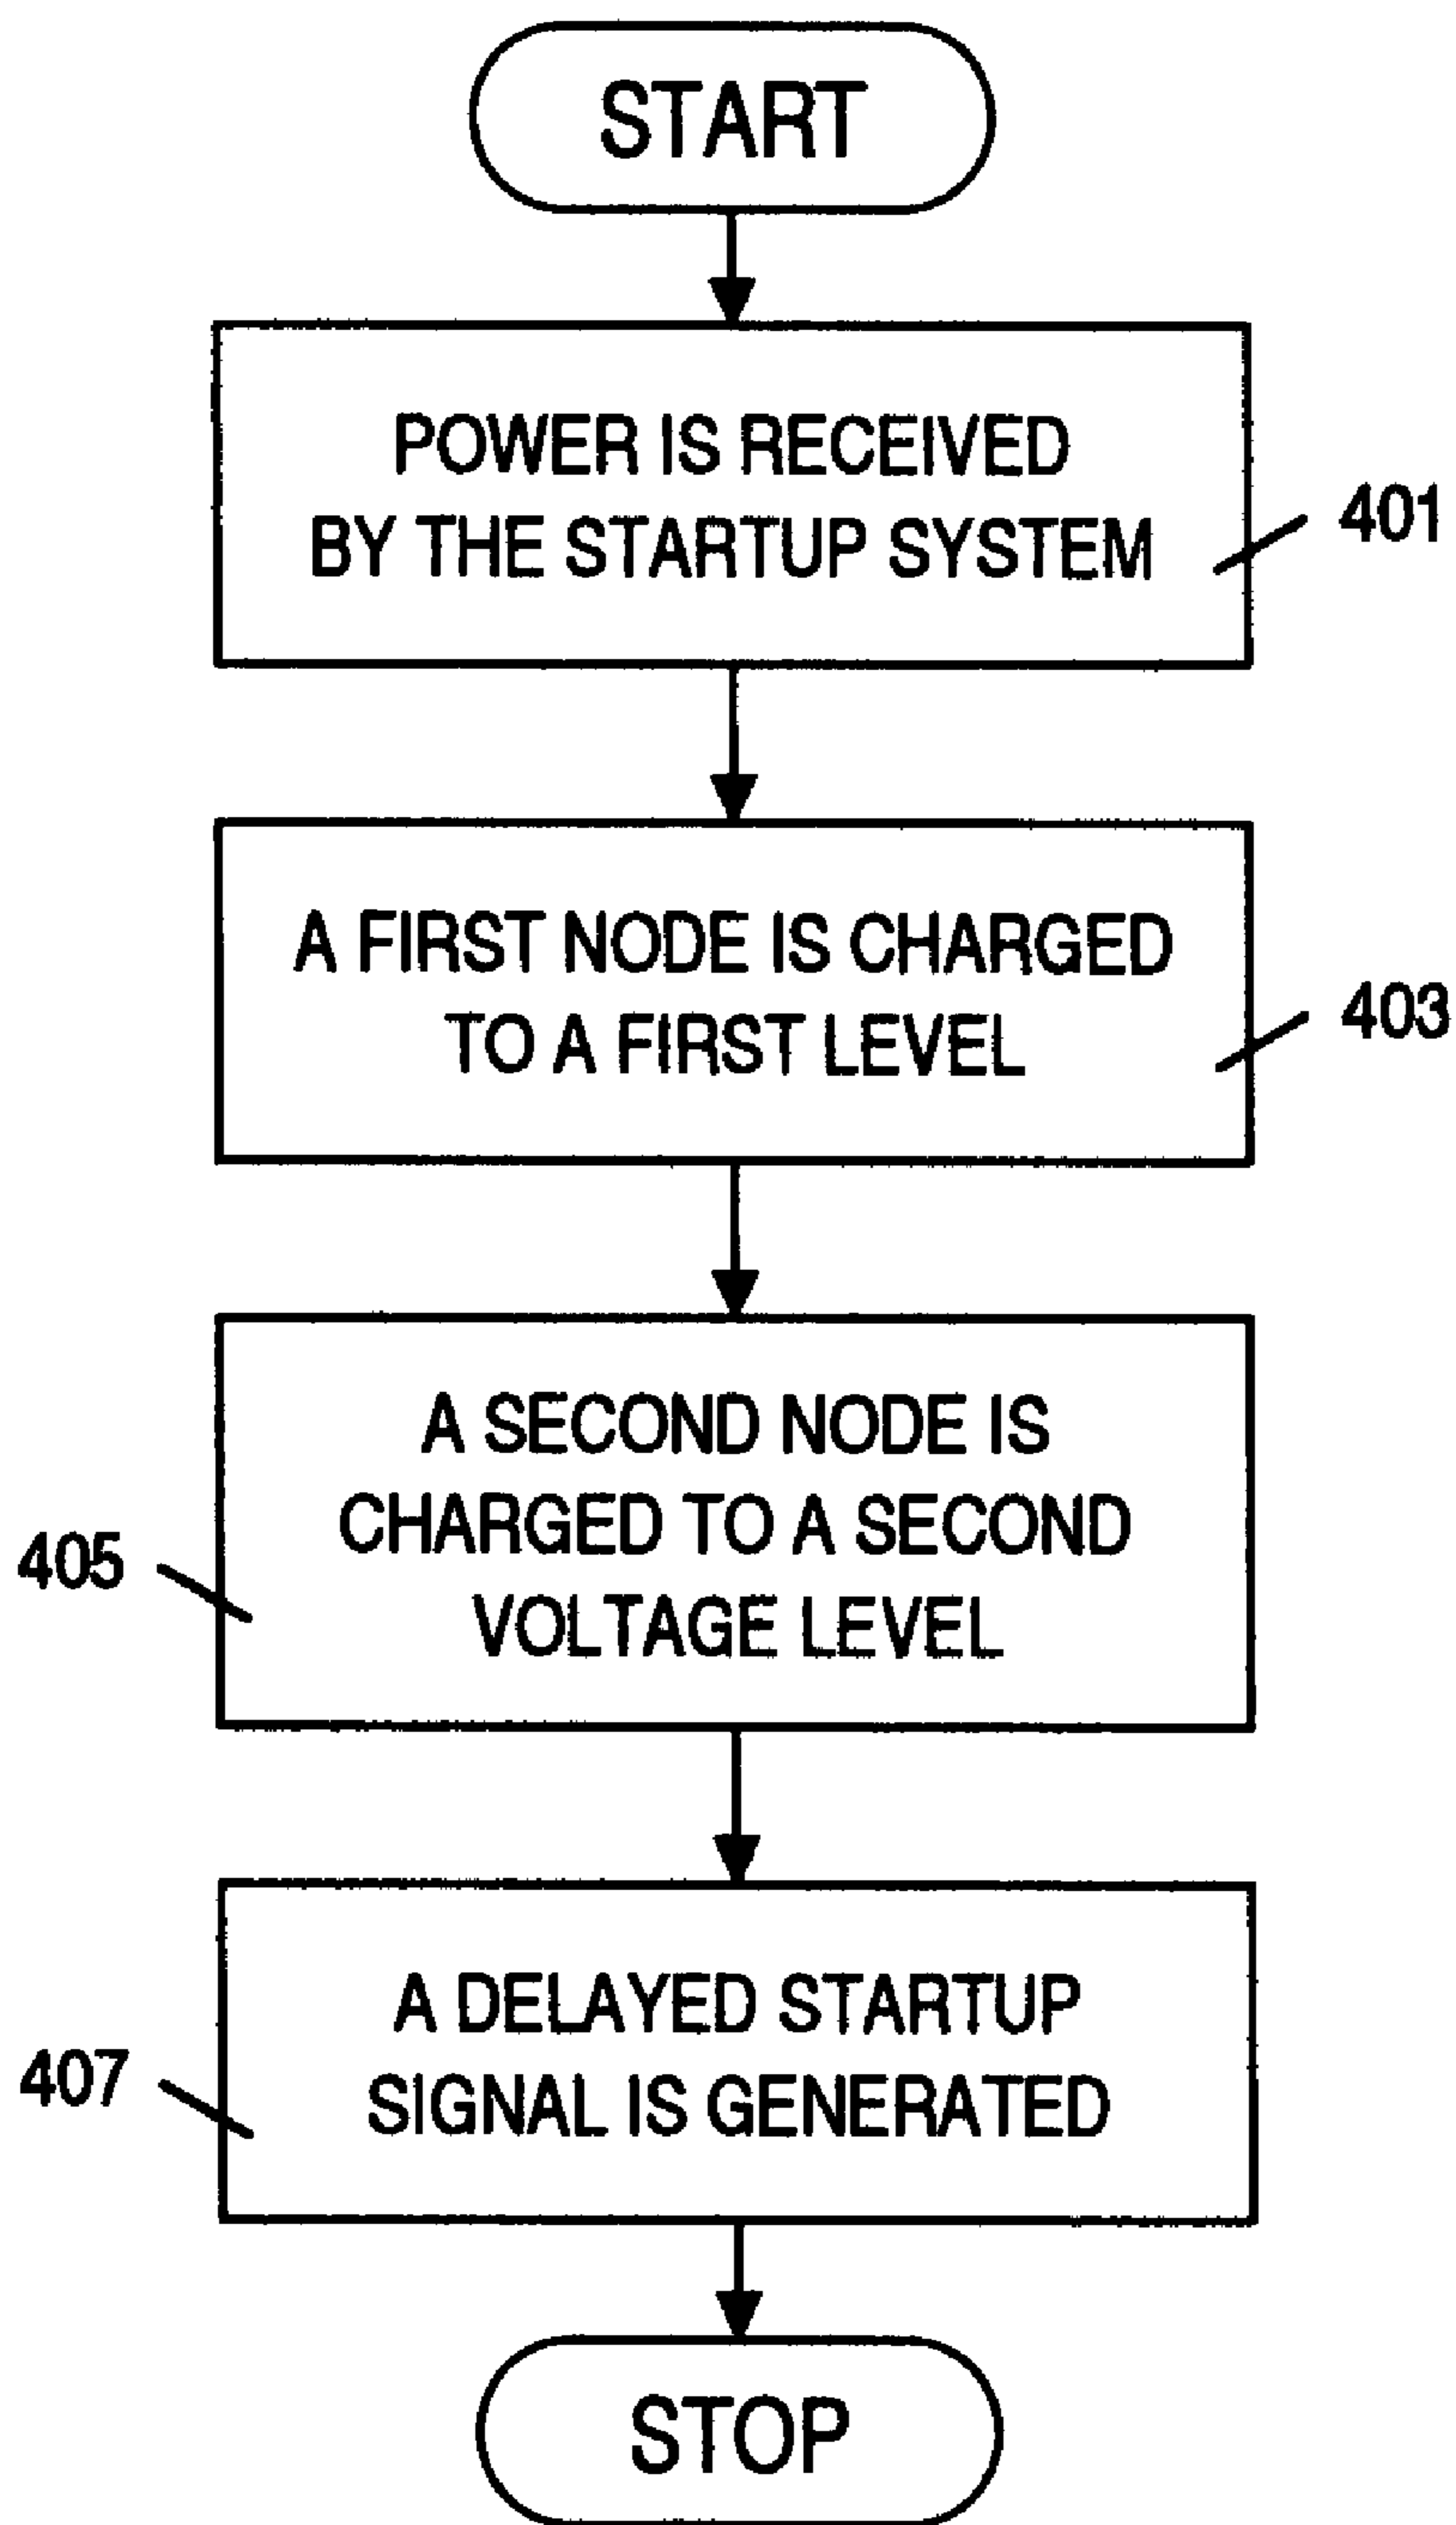 START
POWER IS RECEIVED
BY THE STARTUP SYSTEM
401
A FIRST NODE IS CHARGED
TO A FIRST LEVEL
403
A SECOND NODE IS
CHARGED TO A SECOND
VOLTAGE LEVEL
405
A DELAYED STARTUP
SIGNAL IS GENERATED
407
STOP